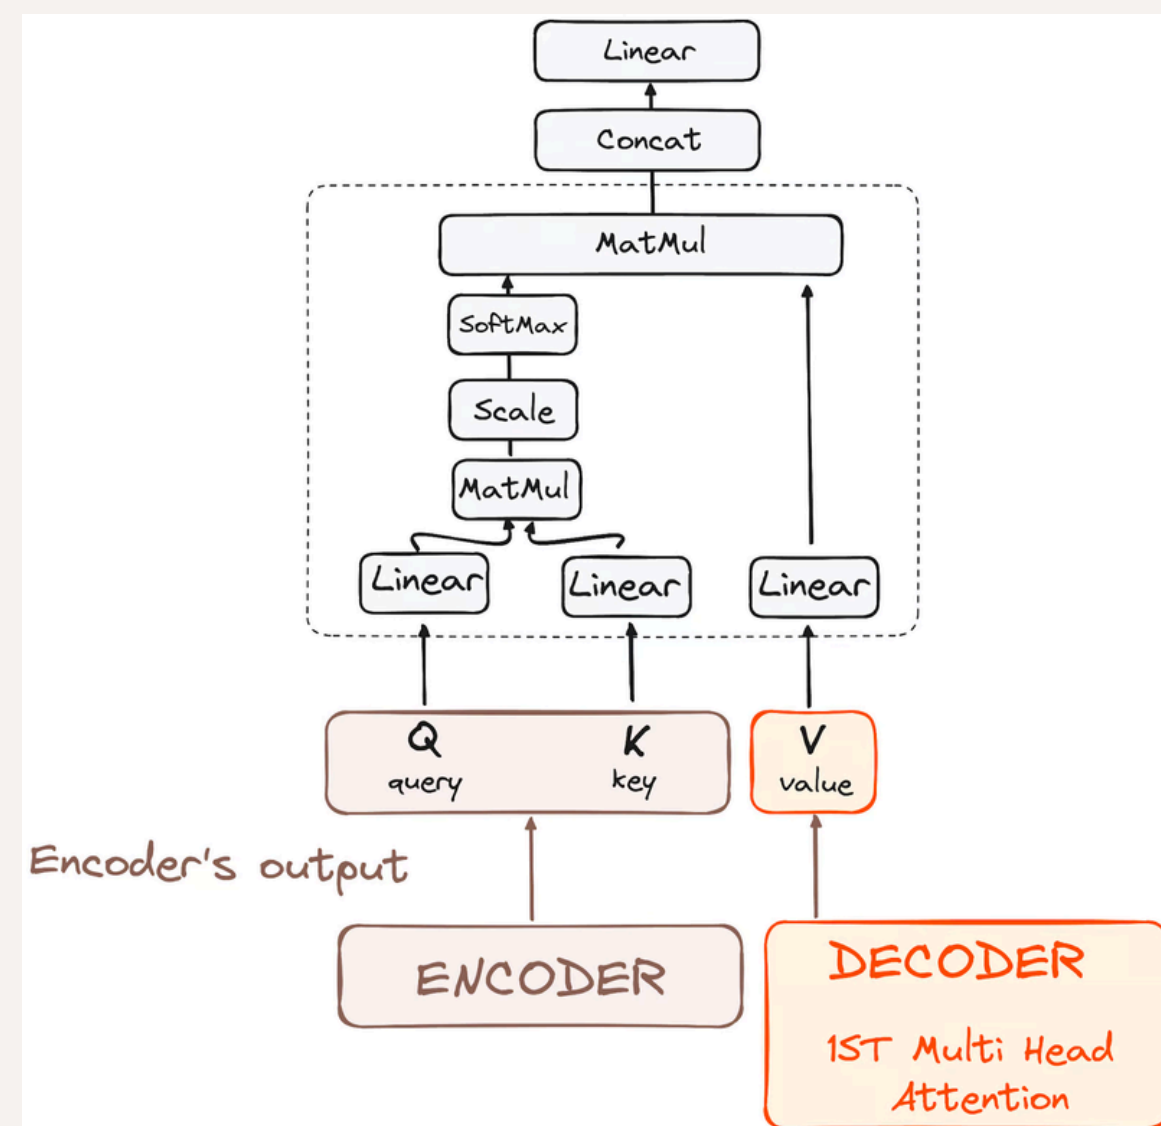 Linear
Concat
MatMul
SoftMax
Scale
MatMul
Linear
Linear
Linear
Q
query
K
key
V
value
Encoder's output
ENCODER
DECODER
1ST Multi Head
Attention